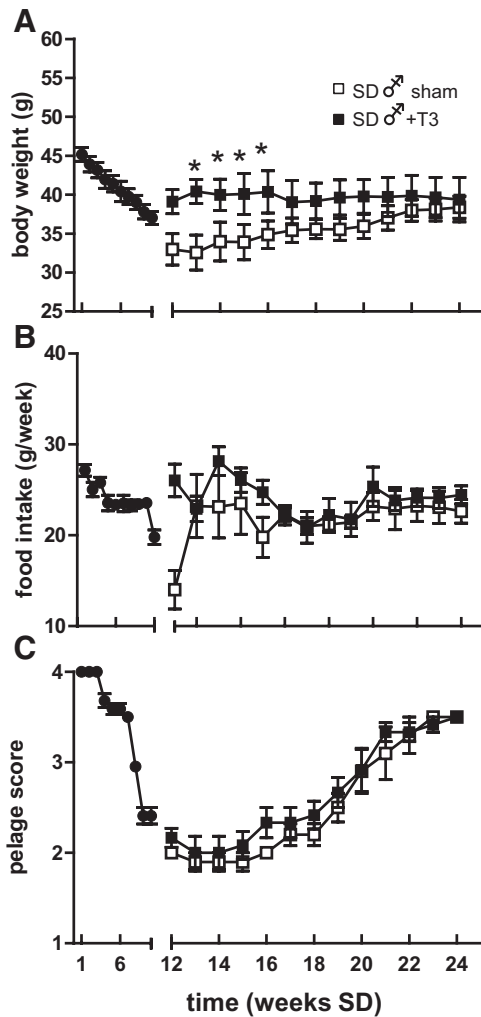 A
60
55
50
45
40
35
30
25
body weight (g)
SD ♂ sham
SD ♂ +T3
* * * *
B
40
30
20
10
food intake (g/week)
C
4
3
2
1
pelage score
1 6 12 14 16 18 20 22 24
time (weeks SD)